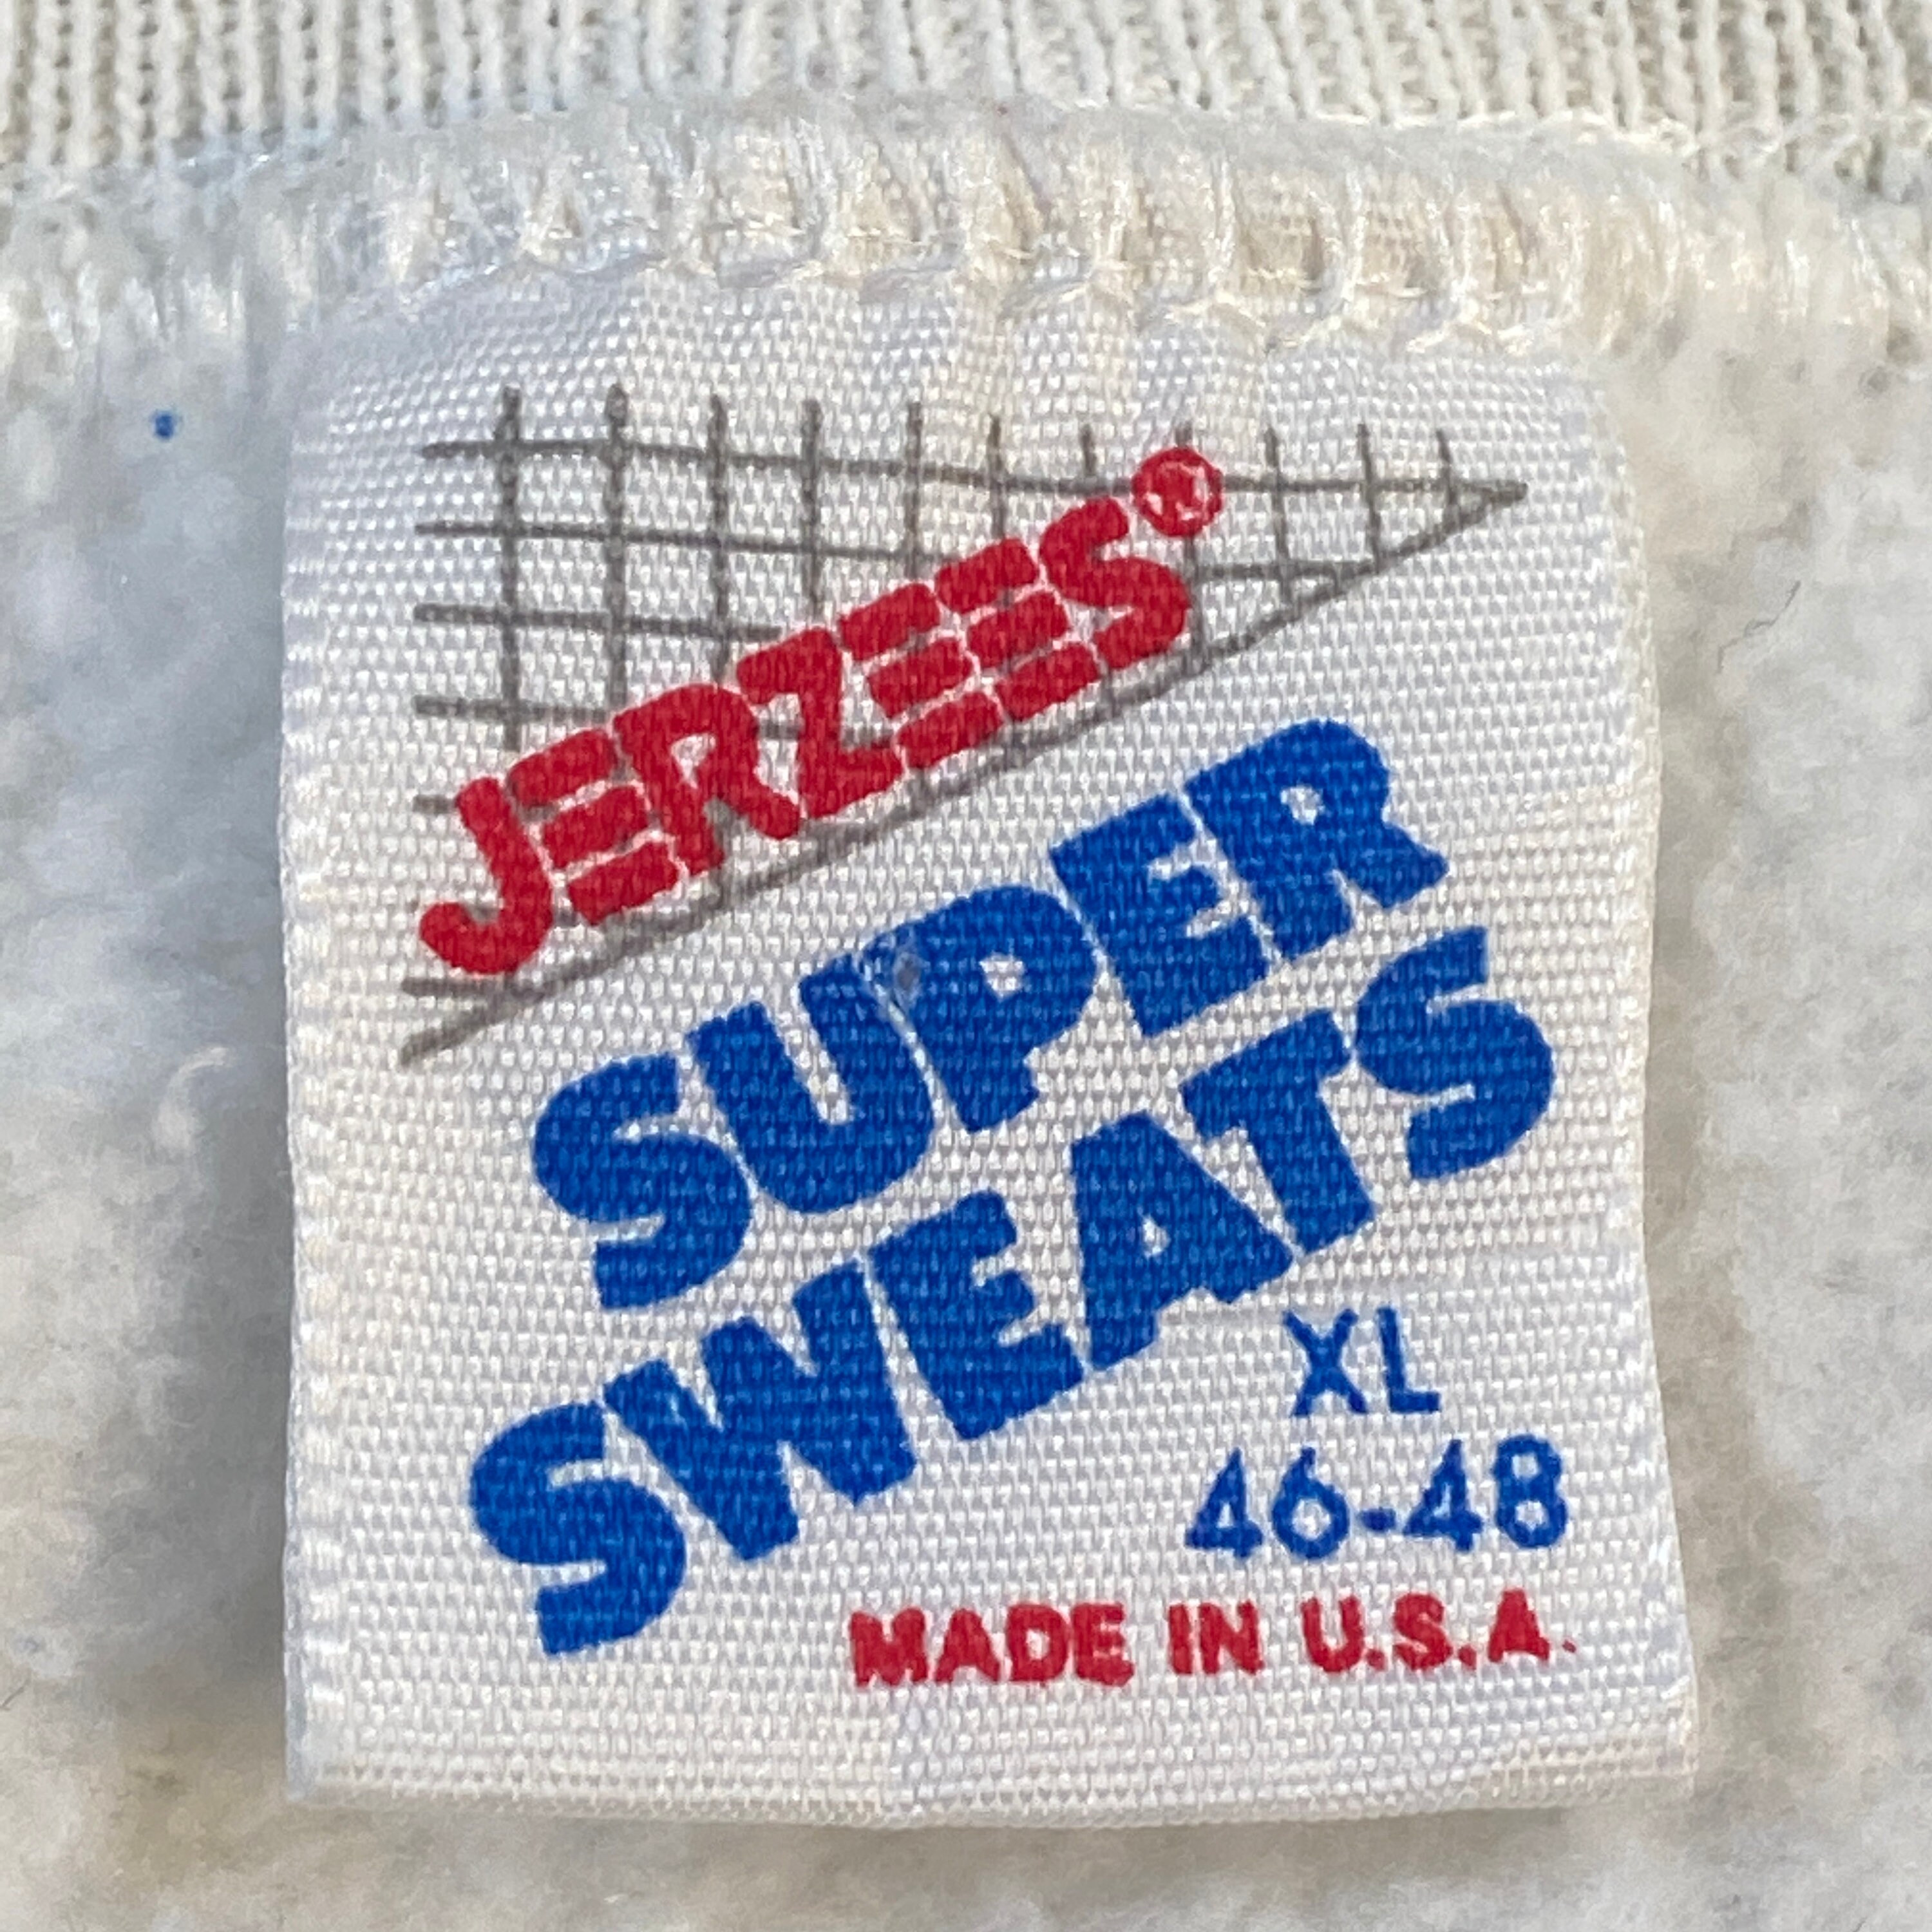 JERZEES®
SUPER
SWEATS
XL
46-48
MADE IN U.S.A.